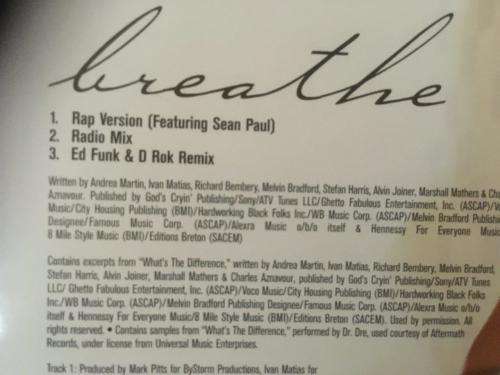 breathe
1. Rap Version (Featuring Sean Paul)
2. Radio Mix
3. Ed Funk & D Rok Remix
Written by Andrea Martin, Ivan Matias, Richard Bembery, Melvin Bradford, Stefan Harris, Alvin Joiner, Marshall Mathers & Char
Aznavour. Published by God's Cryin' Publishing/Sony/ATV Tunes LLC/Ghetto Fabulous Entertainment, Inc. (ASCAP)/Vo
Music/City Housing Publishing (BMI)/Hardworking Black Folks Inc./WB Music Corp. (ASCAP)/Melvin Bradford Publish
Designee/Famous Music Corp. (ASCAP)/Alexra Music o/b/o itself & Hennessy For Everyone Music
8 Mile Style Music (BMI)/Editions Breton (SACEM)
Contains excerpts from "What's The Difference," written by Andrea Martin, Ivan Matias, Richard Bembery, Melvin Bradford,
Stefan Harris, Alvin Joiner, Marshall Mathers & Charles Aznavour, published by God's Cryin' Publishing/Sony/ATV Tunes
LLC/ Ghetto Fabulous Entertainment, Inc. (ASCAP)/Voco Music/City Housing Publishing (BMI)/Hardworking Black Folks
Inc./WB Music Corp. (ASCAP)/Melvin Bradford Publishing Designee/Famous Music Corp. (ASCAP)/Alexra Music o/b/o
itself & Hennessy For Everyone Music/8 Mile Style Music (BMI)/Editions Breton (SACEM). Used by permission. All
rights reserved. • Contains samples from "What's The Difference," performed by Dr. Dre, used courtesy of Aftermath
Records, under license from Universal Music Enterprises.
Track 1: Produced by Mark Pitts for ByStorm Productions, Ivan Matias for